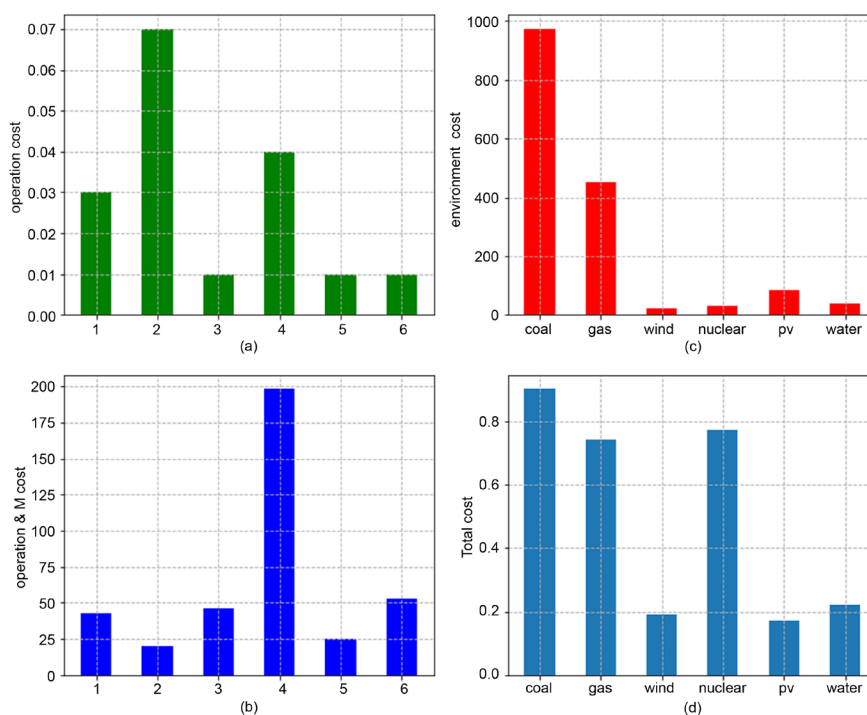 operation cost
0.07
0.06
0.05
0.04
0.03
0.02
0.01
0.00
1 2 3 4 5 6
(a)
environment cost
1000
800
600
400
200
0
coal gas wind nuclear pv water
(c)
operation & M cost
200
175
150
125
100
75
50
25
0
1 2 3 4 5 6
(b)
Total cost
0.8
0.6
0.4
0.2
0.0
coal gas wind nuclear pv water
(d)